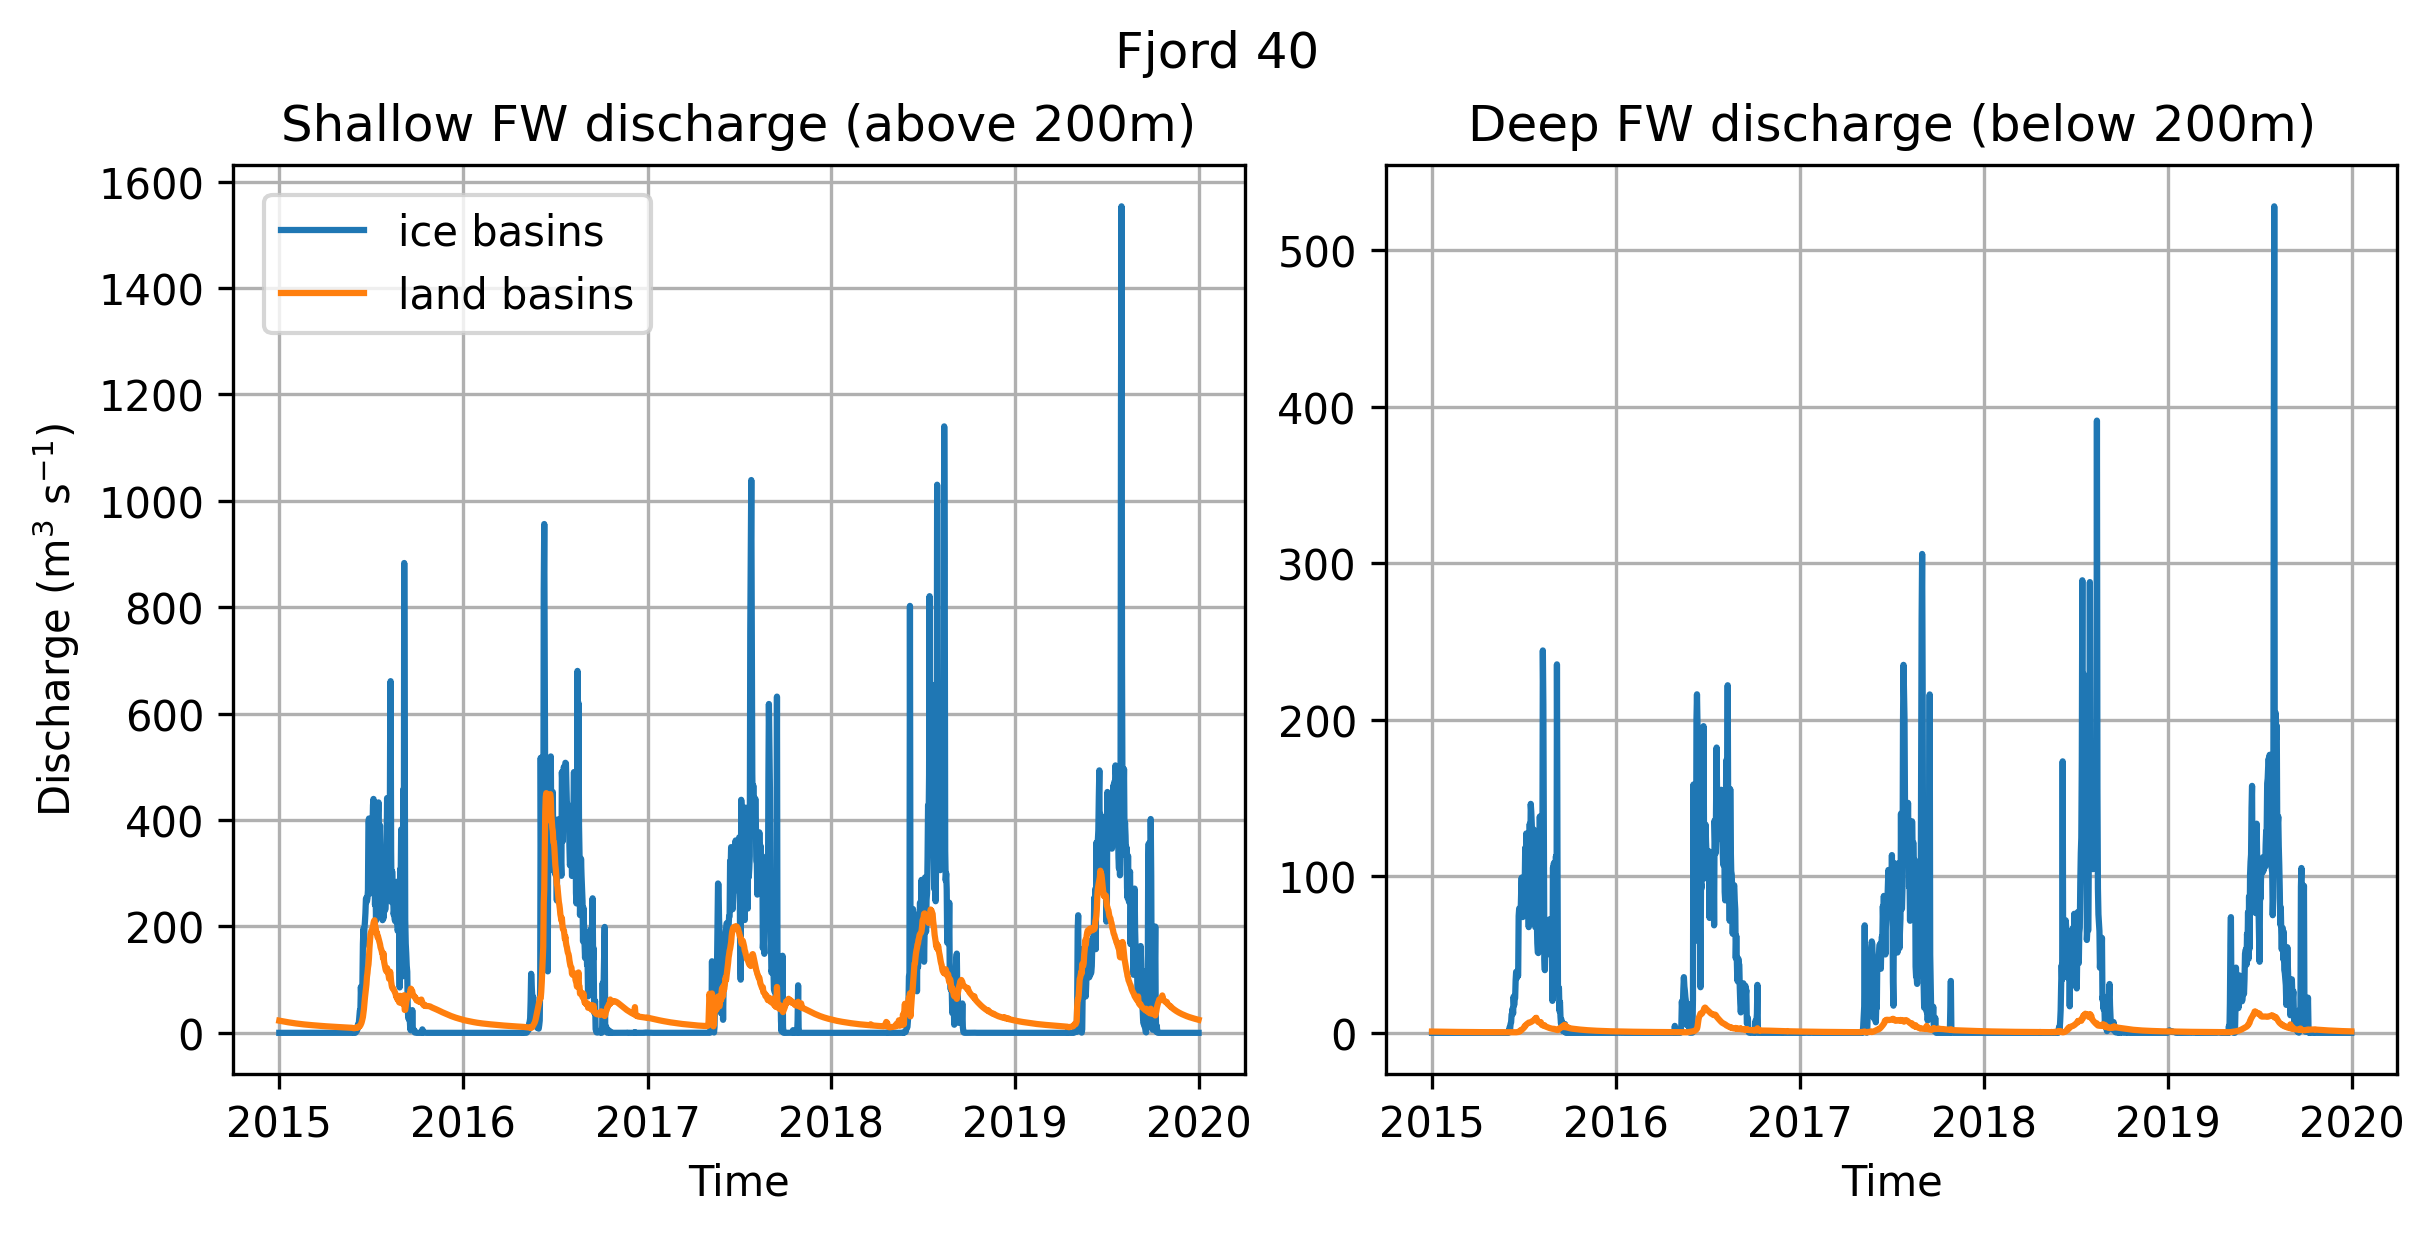 Fjord 40
Shallow FW discharge (above 200m)
Discharge (m³ s⁻¹)
1600
1400
1200
1000
800
600
400
200
0
ice basins
land basins
2015 2016 2017 2018 2019 2020
Time
Deep FW discharge (below 200m)
500
400
300
200
100
0
2015 2016 2017 2018 2019 2020
Time